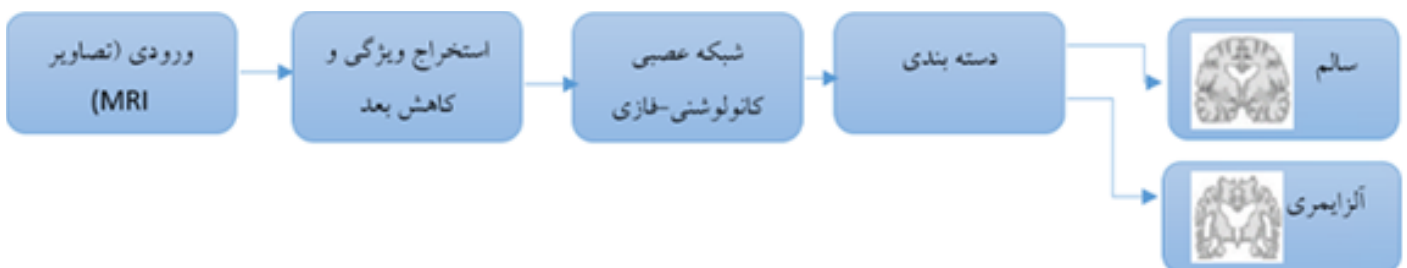 ورودی (تصاویر
MRI)
استخراج ویژگی و
کاهش بعد
شبکه عصبی
کانولوشنی-فازی
دسته بندی
سالم
آلزایمری